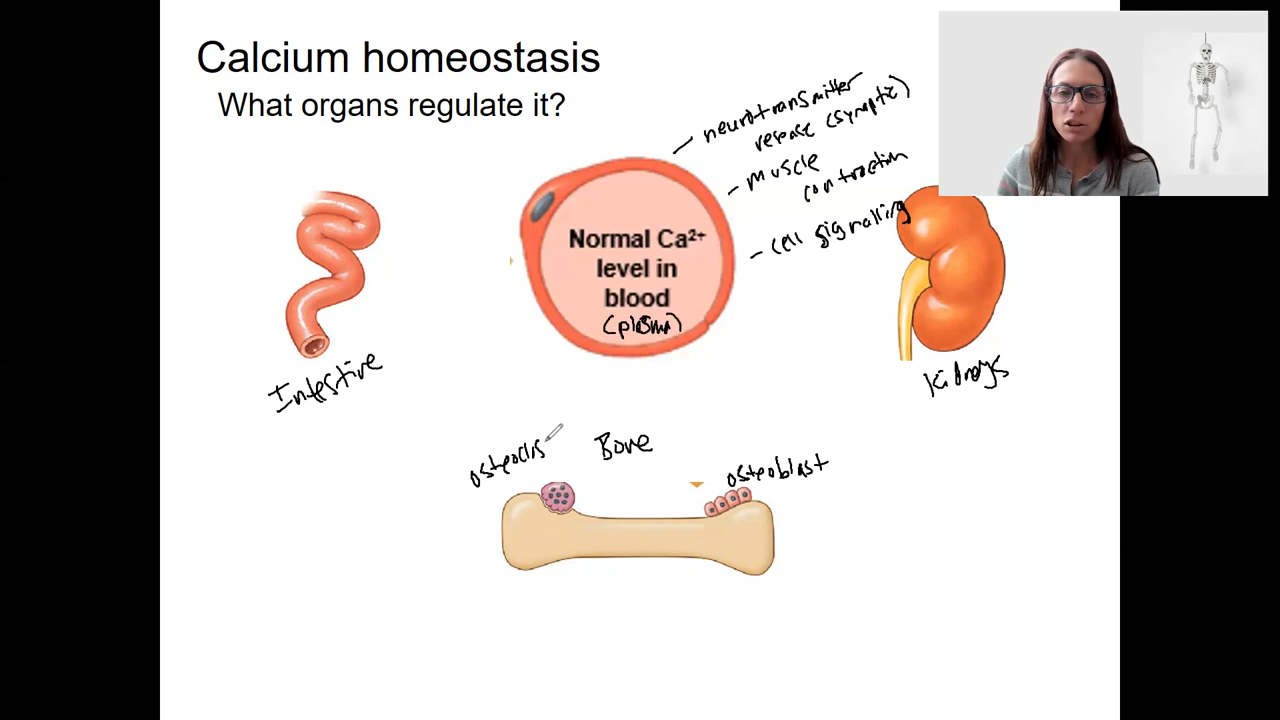 Calcium homeostasis
What organs regulate it?
– neurotransmitter
release (synaptic)
– muscle
contraction
– cell signalling
Normal Ca²⁺
level in
blood
(plasma)
Intestine
Kidneys
osteoclas
Bone
osteoblast